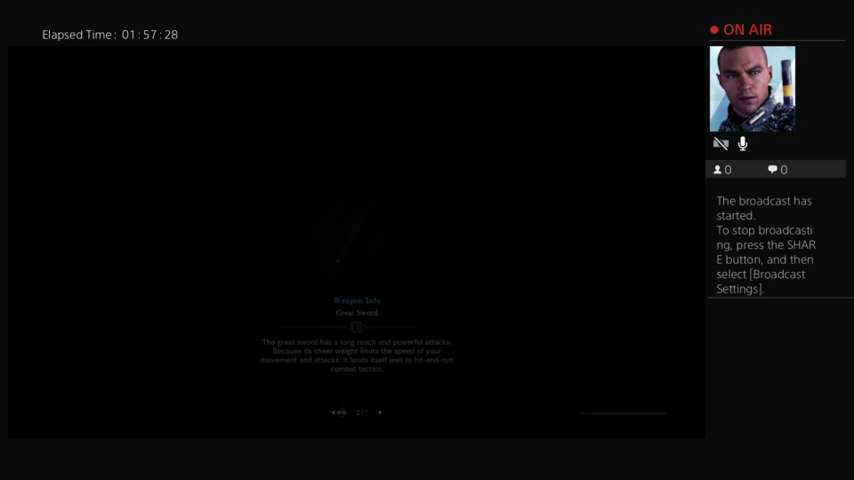 Elapsed Time: 01:57:28
ON AIR
0 0
The broadcast has
started.
To stop broadcasti
ng, press the SHAR
E button, and then
select [Broadcast
Settings].
Weapon Info
Great Sword
The great sword has a long reach and powerful attacks.
Because its sheer weight limits the speed of your
movement and attacks, it lends itself well to hit-and-run
combat tactics.
2/7